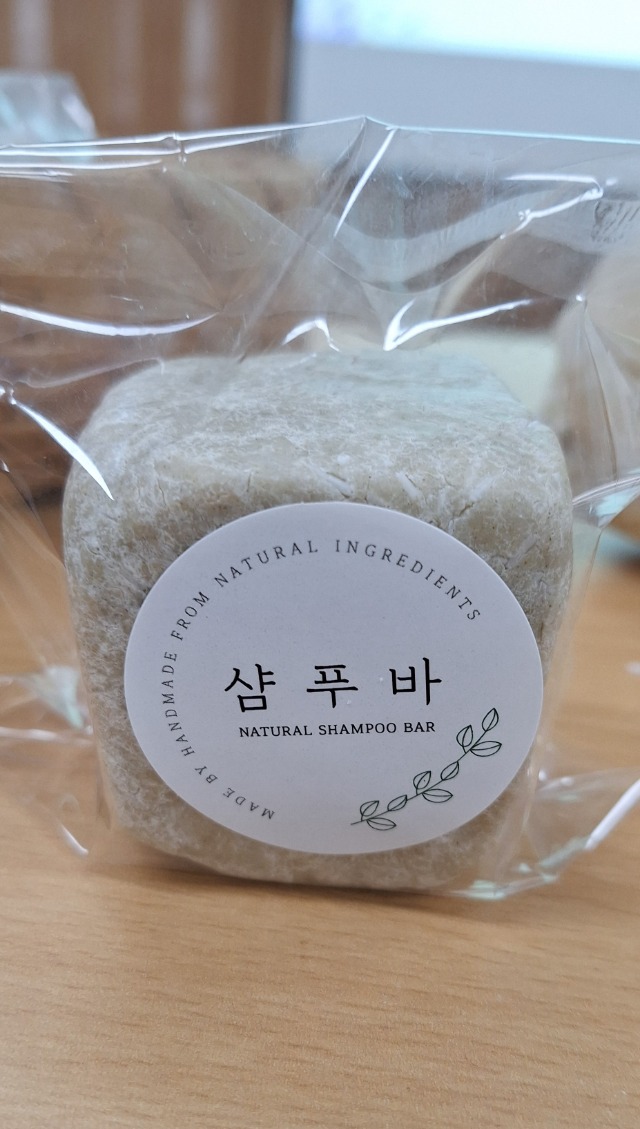 MADE BY HANDMADE FROM NATURAL INGREDIENTS
샴푸바
NATURAL SHAMPOO BAR